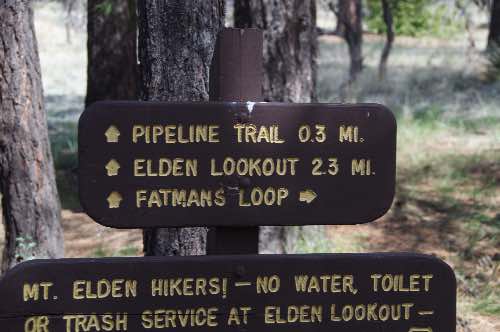 ↑ PIPELINE TRAIL 0.3 MI.
↑ ELDEN LOOKOUT 2.3 MI.
↑ FATMANS LOOP →
MT. ELDEN HIKERS! – NO WATER, TOILET
OR TRASH SERVICE AT ELDEN LOOKOUT –